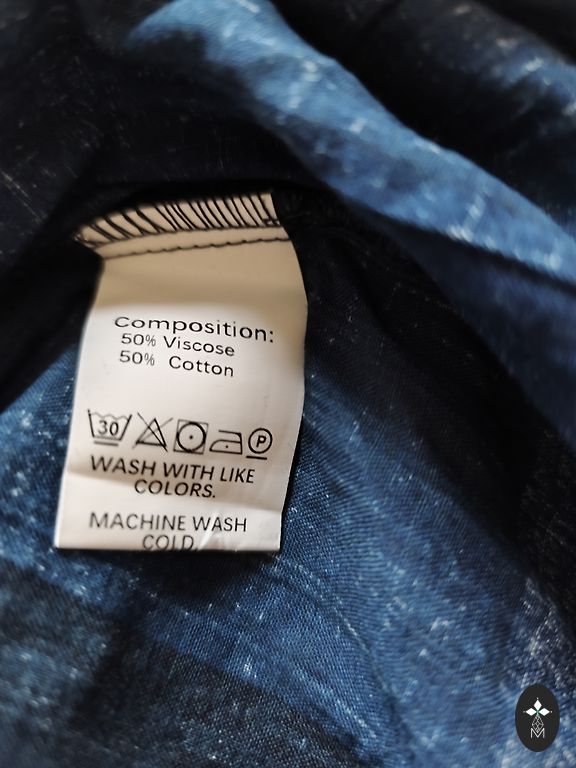 Composition:
50% Viscose
50% Cotton
30
P
WASH WITH LIKE
COLORS.
MACHINE WASH
COLD.
M